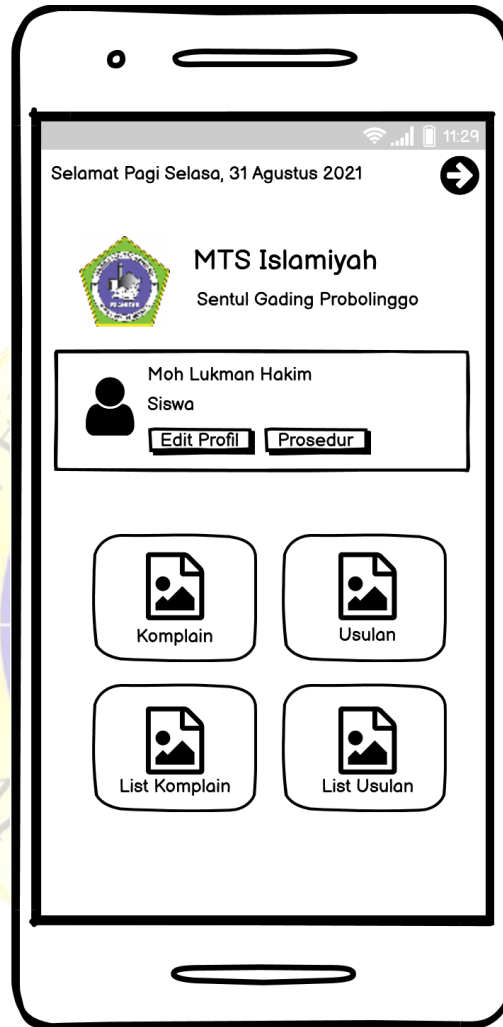 11:29
Selamat Pagi Selasa, 31 Agustus 2021
MTS Islamiyah
Sentul Gading Probolinggo
Moh Lukman Hakim
Siswa
Edit Profil Prosedur
Komplain Usulan
List Komplain List Usulan